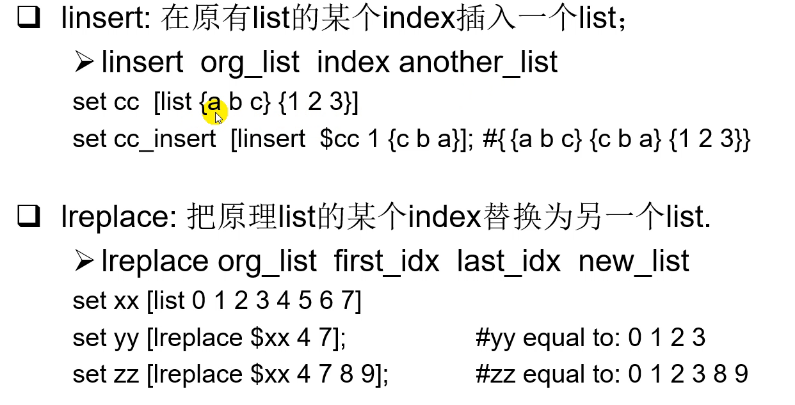 ❑ linsert: 在原有list的某个index插入一个list；
➢ linsert org_list index another_list
set cc [list {a b c} {1 2 3}]
set cc_insert [linsert $cc 1 {c b a}]; #{ {a b c} {c b a} {1 2 3}}
❑ lreplace: 把原理list的某个index替换为另一个list.
➢ lreplace org_list first_idx last_idx new_list
set xx [list 0 1 2 3 4 5 6 7]
set yy [lreplace $xx 4 7]; #yy equal to: 0 1 2 3
set zz [lreplace $xx 4 7 8 9]; #zz equal to: 0 1 2 3 8 9